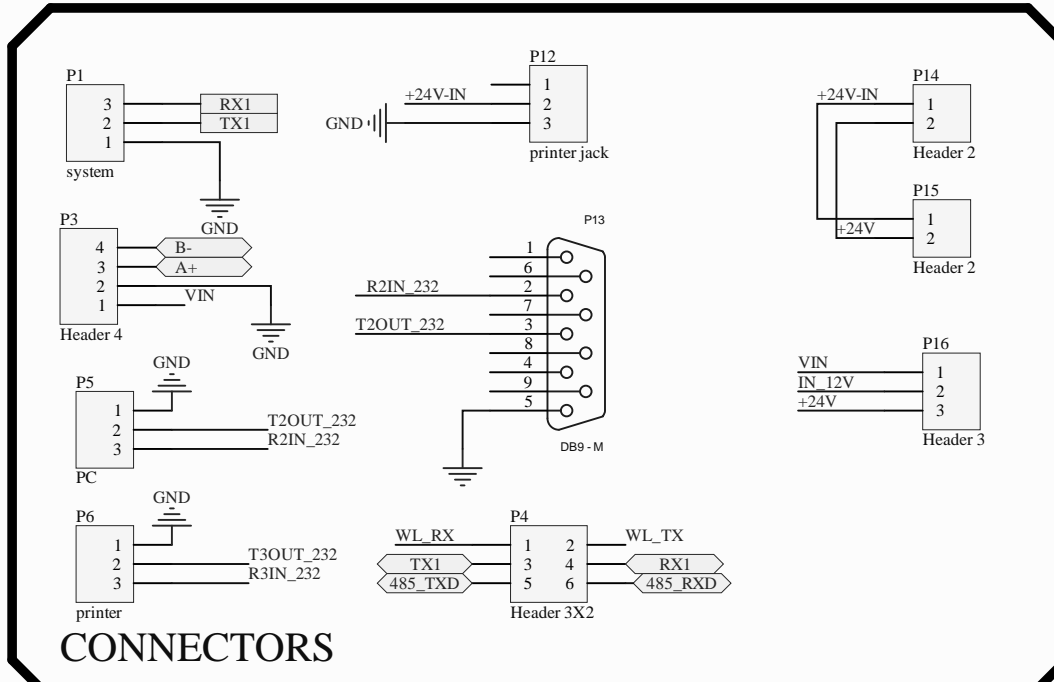 P1
3 RX1
2 TX1
1
system
GND
P12
1
+24V-IN 2
GND 3
printer jack
P14
+24V-IN 1
2
Header 2
P15
1
+24V 2
Header 2
P3
4 B-
3 A+
2
1 VIN
Header 4
GND
P13
1
6
R2IN_232 2
7
T2OUT_232 3
8
4
9
5
DB9 - M
P16
VIN 1
IN_12V 2
+24V 3
Header 3
GND
P5
1
2 T2OUT_232
3 R2IN_232
PC
GND
P6
1
2 T3OUT_232
3 R3IN_232
printer
P4
WL_RX 1 2 WL_TX
TX1 3 4 RX1
485_TXD 5 6 485_RXD
Header 3X2
CONNECTORS